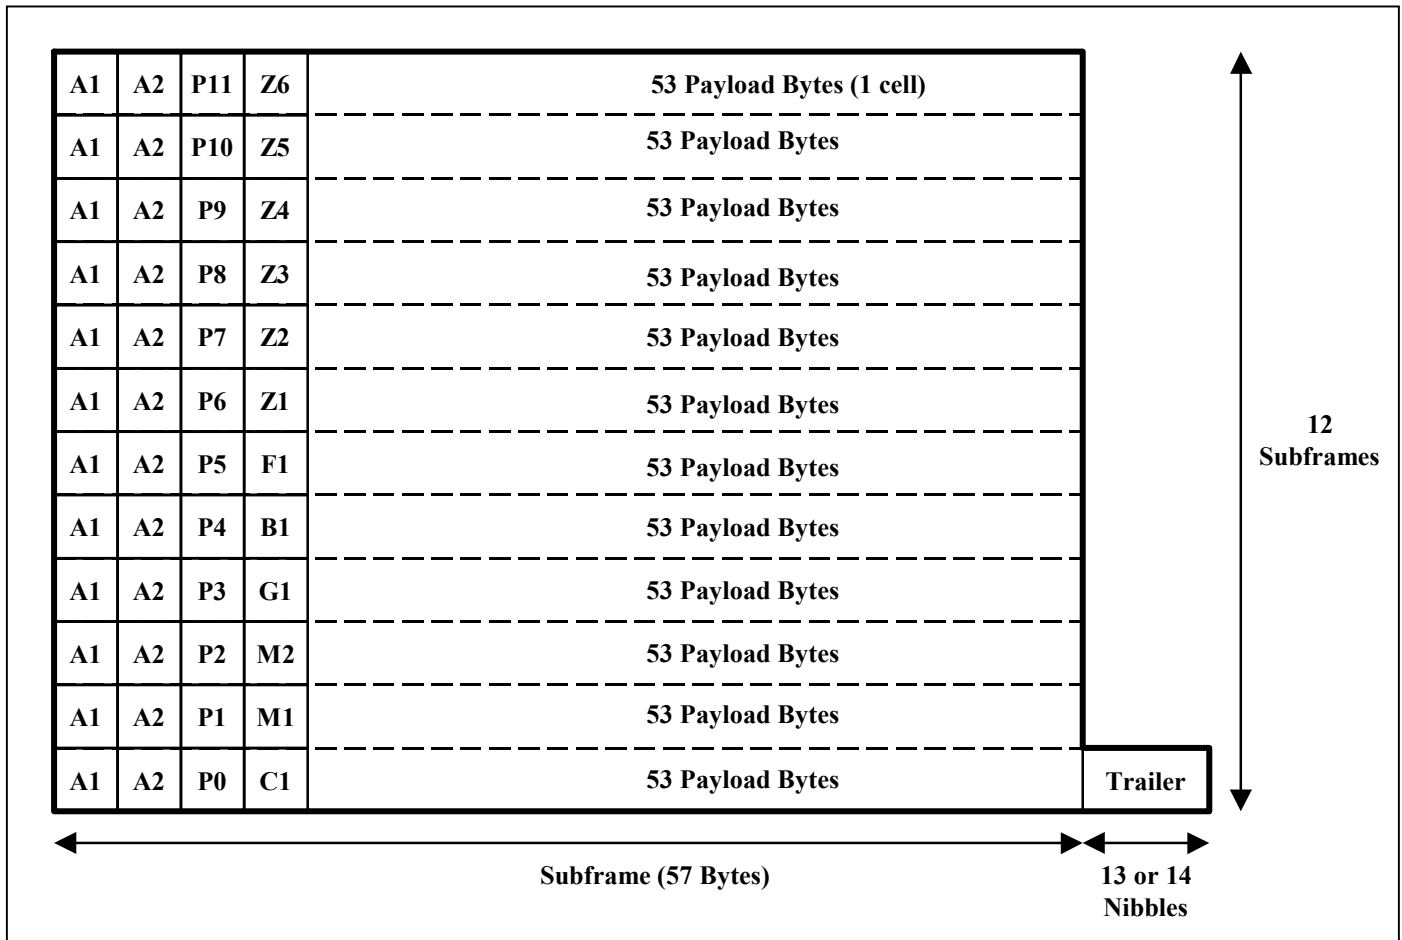 A1 A2 P11 Z6 53 Payload Bytes (1 cell)
A1 A2 P10 Z5 53 Payload Bytes
A1 A2 P9 Z4 53 Payload Bytes
A1 A2 P8 Z3 53 Payload Bytes
A1 A2 P7 Z2 53 Payload Bytes
A1 A2 P6 Z1 53 Payload Bytes
A1 A2 P5 F1 53 Payload Bytes
A1 A2 P4 B1 53 Payload Bytes
A1 A2 P3 G1 53 Payload Bytes
A1 A2 P2 M2 53 Payload Bytes
A1 A2 P1 M1 53 Payload Bytes
A1 A2 P0 C1 53 Payload Bytes Trailer
12
Subframes
Subframe (57 Bytes)
13 or 14
Nibbles